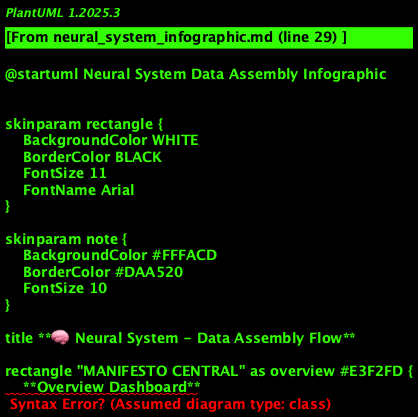 PlantUML 1.2025.3
[From neural_system_infographic.md (line 29) ]
@startuml Neural System Data Assembly Infographic
skinparam rectangle {
BackgroundColor WHITE
BorderColor BLACK
FontSize 11
FontName Arial
}
skinparam note {
BackgroundColor #FFFACD
BorderColor #DAA520
FontSize 10
}
title **🧠 Neural System - Data Assembly Flow**
rectangle "MANIFESTO CENTRAL" as overview #E3F2FD {
**Overview Dashboard**
Syntax Error? (Assumed diagram type: class)